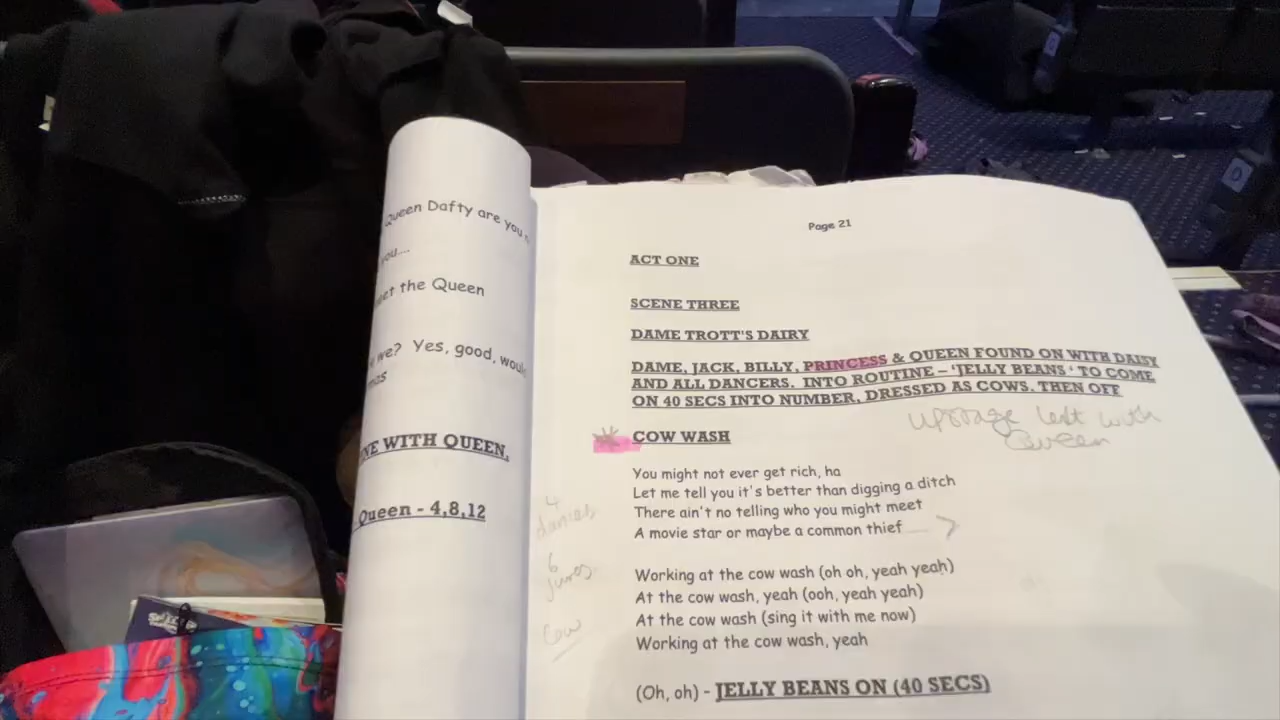 Queen Dafty are you
you...
et the Queen
we? Yes, good, woul
mas
NE WITH QUEEN,
Queen - 4,8,12
Page 21
ACT ONE
SCENE THREE
DAME TROTT'S DAIRY
DAME, JACK, BILLY, PRINCESS & QUEEN FOUND ON WITH DAISY
AND ALL DANCERS. INTO ROUTINE – 'JELLY BEANS ' TO COME
ON 40 SECS INTO NUMBER, DRESSED AS COWS. THEN OFF
upstage left with
Queen
COW WASH
You might not ever get rich, ha
Let me tell you it's better than digging a ditch
There ain't no telling who you might meet
A movie star or maybe a common thief
Working at the cow wash (oh oh, yeah yeah)
At the cow wash, yeah (ooh, yeah yeah)
At the cow wash (sing it with me now)
Working at the cow wash, yeah
(Oh, oh) - JELLY BEANS ON (40 SECS)
4
6
Cow
D